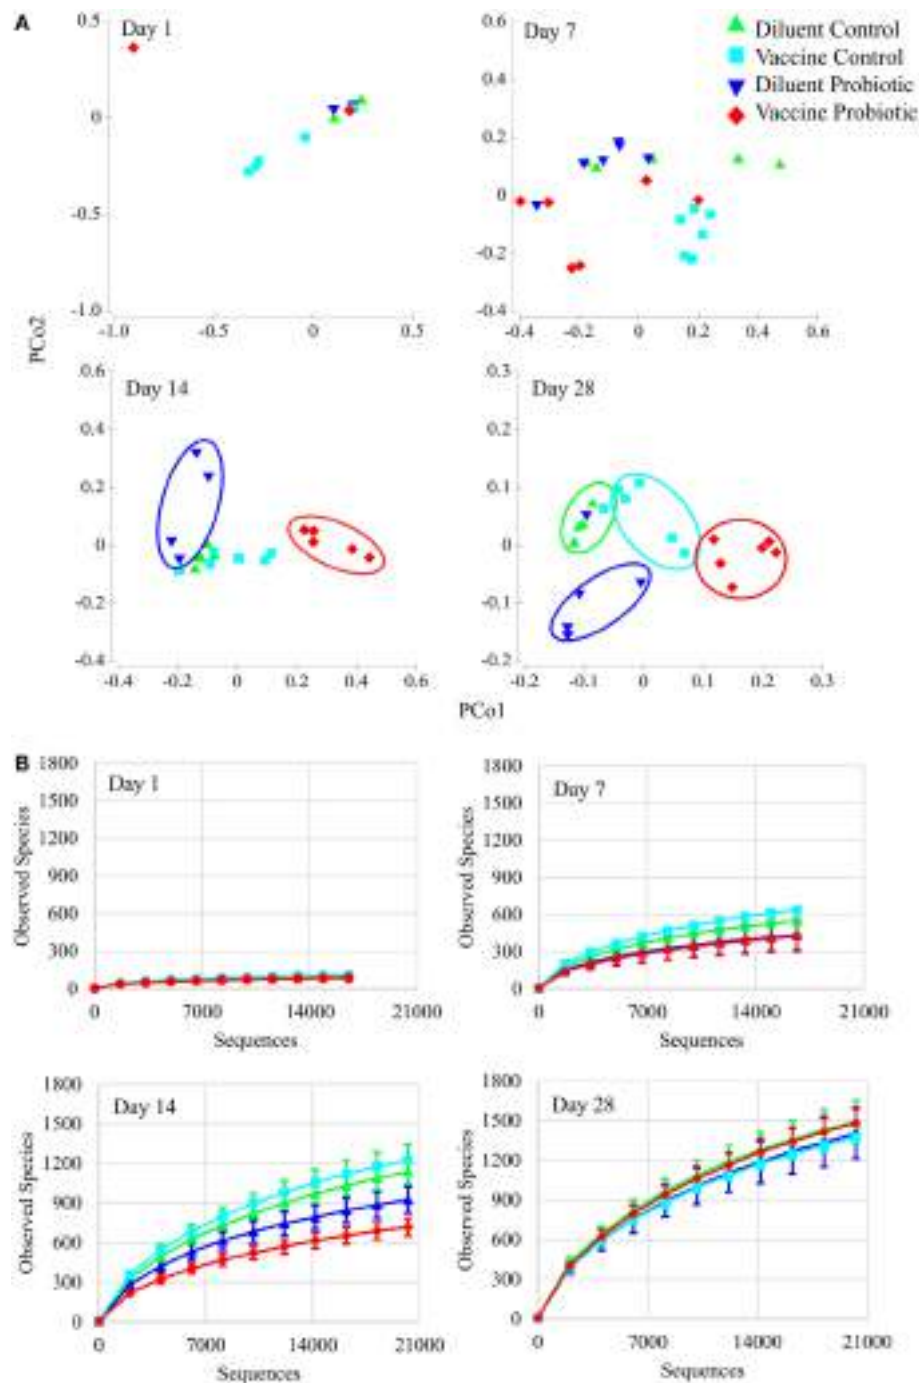 A
Day 1
0.5
0
-0.5
-1.0
-1.0 -0.5 0 0.5
Day 7
0.6
0.4
0.2
0
-0.2
-0.4
-0.4 -0.2 0 0.2 0.4 0.6
Diluent Control
Vaccine Control
Diluent Probiotic
Vaccine Probiotic
PCo2
Day 14
0.6
0.4
0.2
0
-0.2
-0.4
-0.4 -0.2 0 0.2 0.4 0.6
Day 28
0.3
0.2
0.1
0
-0.1
-0.2
-0.2 -0.1 0 0.1 0.2 0.3
PCo1
B
Day 1
1800
1500
1200
900
600
300
0
Observed Species
0 7000 14000 21000
Sequences
Day 7
1800
1500
1200
900
600
300
0
Observed Species
0 7000 14000 21000
Sequences
Day 14
1800
1500
1200
900
600
300
0
Observed Species
0 7000 14000 21000
Sequences
Day 28
1800
1500
1200
900
600
300
0
Observed Species
0 7000 14000 21000
Sequences